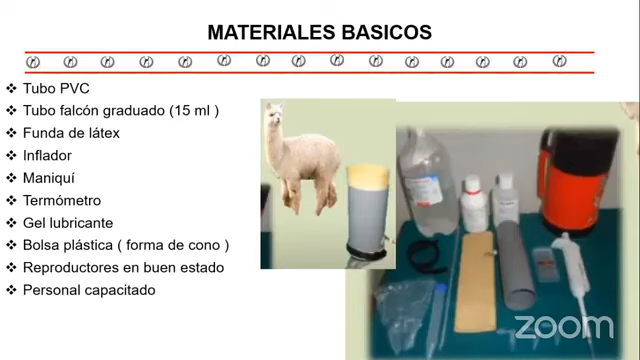 MATERIALES BASICOS
Tubo PVC
Tubo falcón graduado (15 ml )
Funda de látex
Inflador
Maniquí
Termómetro
Gel lubricante
Bolsa plástica ( forma de cono )
Reproductores en buen estado
Personal capacitado
zoom